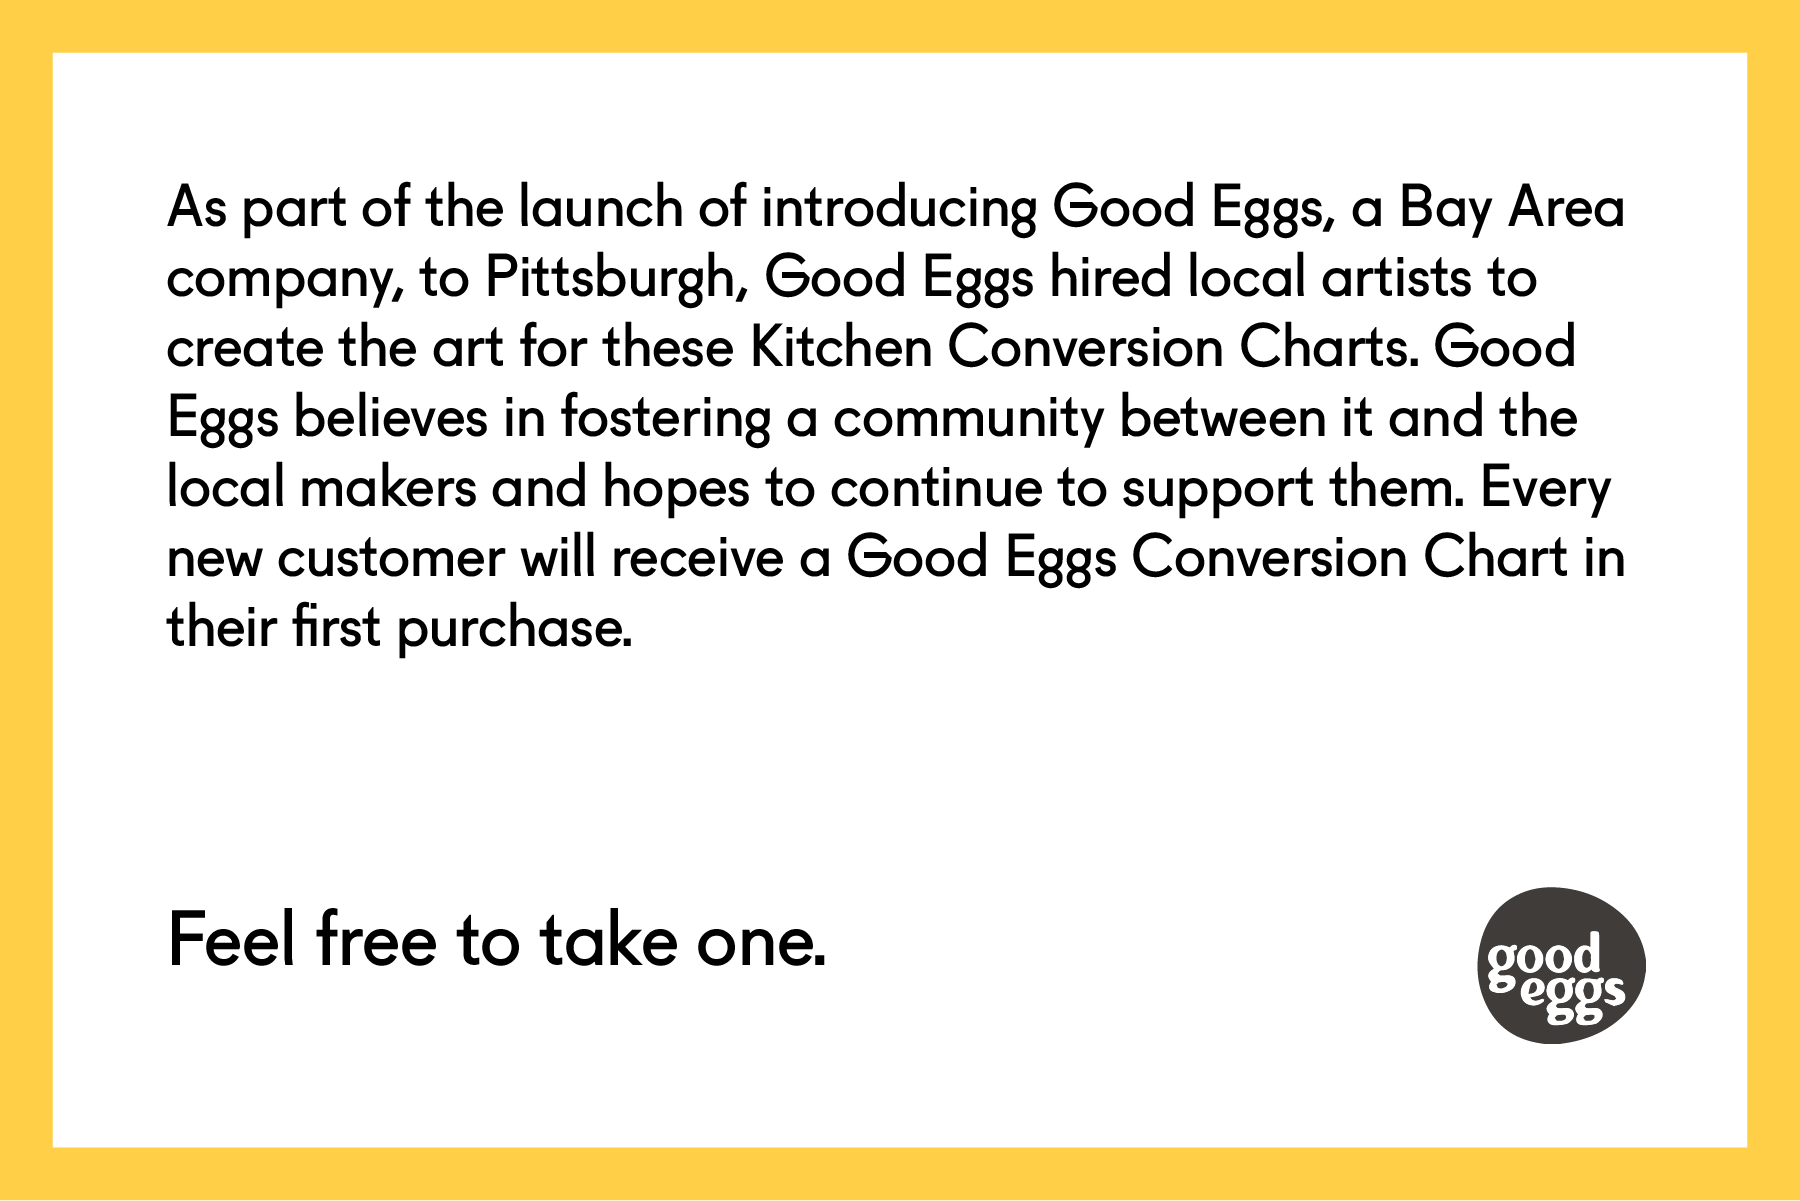 As part of the launch of introducing Good Eggs, a Bay Area
company, to Pittsburgh, Good Eggs hired local artists to
create the art for these Kitchen Conversion Charts. Good
Eggs believes in fostering a community between it and the
local makers and hopes to continue to support them. Every
new customer will receive a Good Eggs Conversion Chart in
their first purchase.
Feel free to take one.
good
eggs